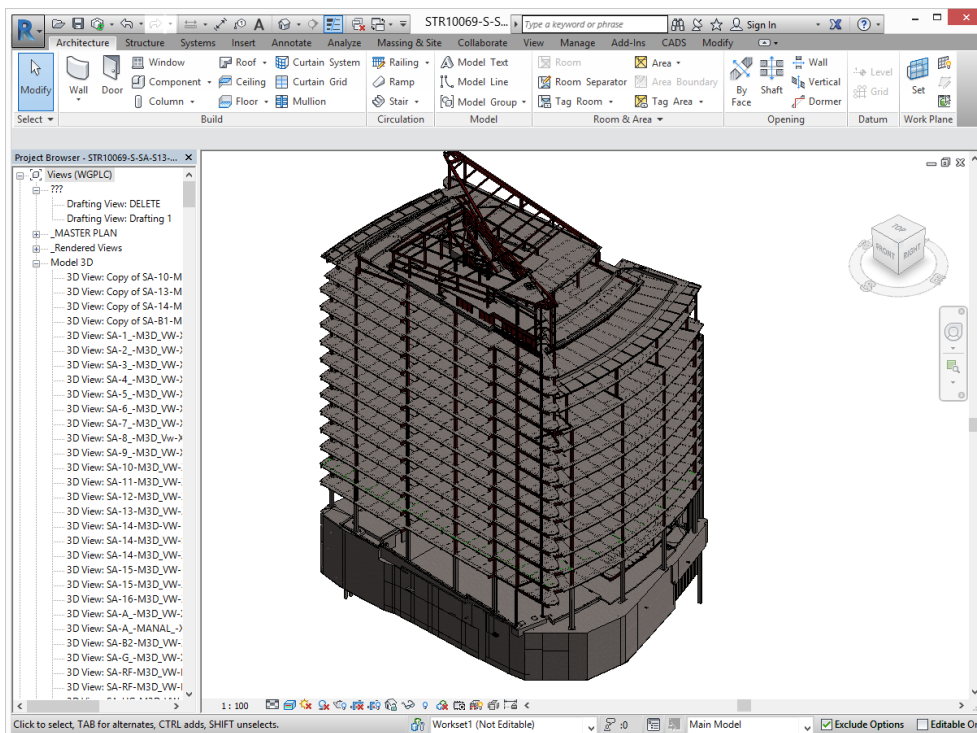 STR10069-S-S...
Type a keyword or phrase
Sign In
Architecture Structure Systems Insert Annotate Analyze Massing & Site Collaborate View Manage Add-Ins CADS Modify
Modify
Wall
Door
Window
Component
Column
Roof
Ceiling
Floor
Curtain System
Curtain Grid
Mullion
Railing
Ramp
Stair
Model Text
Model Line
Model Group
Room
Room Separator
Tag Room
Area
Area Boundary
Tag Area
By Face
Shaft
Wall
Vertical
Dormer
Level
Grid
Set
Select Build Circulation Model Room & Area Opening Datum Work Plane
Project Browser - STR10069-S-SA-S13-...
Views (WGPLC)
???
Drafting View: DELETE
Drafting View: Drafting 1
_MASTER PLAN
_Rendered Views
Model 3D
3D View: Copy of SA-10-M
3D View: Copy of SA-13-M
3D View: Copy of SA-14-M
3D View: Copy of SA-B1-M
3D View: SA-1_-M3D_VW-X
3D View: SA-2_-M3D_VW-X
3D View: SA-3_-M3D_VW-X
3D View: SA-4_-M3D_VW-X
3D View: SA-5_-M3D_VW-X
3D View: SA-6_-M3D_VW-X
3D View: SA-7_-M3D_VW-X
3D View: SA-8_-M3D_Vw-X
3D View: SA-9_-M3D_VW-X
3D View: SA-10-M3D_VW-
3D View: SA-11-M3D_VW-
3D View: SA-12-M3D_VW-
3D View: SA-13-M3D_VW-
3D View: SA-14-M3D-VW-
3D View: SA-14-M3D_VW-
3D View: SA-14-M3D_VW-
3D View: SA-15-M3D_VW-
3D View: SA-15-M3D_VW-
3D View: SA-16-M3D_VW-
3D View: SA-A_-M3D_VW-X
3D View: SA-A_-MANAL_-X
3D View: SA-B2-M3D_VW-
3D View: SA-G_-M3D_VW-X
3D View: SA-RF-M3D_VW-I
3D View: SA-RF-M3D_VW-I
TOP
FRONT
RIGHT
1 : 100
Click to select, TAB for alternates, CTRL adds, SHIFT unselects.
Workset1 (Not Editable)
:0
Main Model
Exclude Options
Editable On